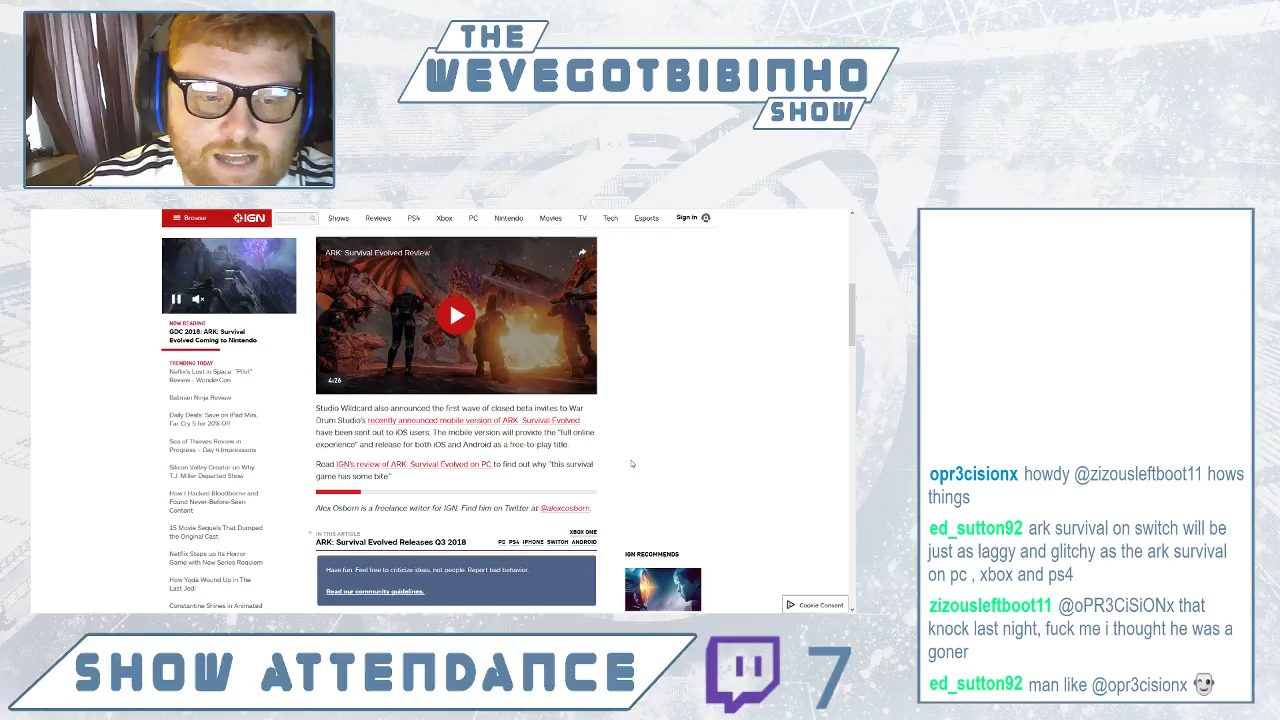 THE
WEVEGOTBIBINHO
SHOW
Browse
IGN
Search
Shows Reviews PS4 Xbox PC Nintendo Movies TV Tech Esports Sign in
ARK: Survival Evolved Review
4:26
NOW READING
GDC 2018: ARK: Survival
Evolved Coming to Nintendo
TRENDING TODAY
Netflix's Lost in Space: "Pilot"
Review - WonderCon
Batman Ninja Review
Daily Deals: Save on iPad Mini,
Far Cry 5 for 20% Off
Sea of Thieves Review in
Progress – Day 4 Impressions
Silicon Valley Creator on Why
T.J. Miller Departed Show
How I Hacked Bloodborne and
Found Never-Before-Seen
Content
15 Movie Sequels That Dumped
the Original Cast
Netflix Steps up Its Horror
Game with New Series Requiem
How Yoda Wound Up in The
Last Jedi
Constantine Shines in Animated
Studio Wildcard also announced the first wave of closed beta invites to War
Drum Studio's recently announced mobile version of ARK: Survival Evolved
have been sent out to iOS users. The mobile version will provide the "full online
experience" and release for both iOS and Android as a free-to-play title.
Read IGN's review of ARK: Survival Evolved on PC to find out why "this survival
game has some bite."
Alex Osborn is a freelance writer for IGN. Find him on Twitter at @alexcosborn.
IN THIS ARTICLE
ARK: Survival Evolved Releases Q3 2018
XBOX ONE
PC PS4 IPHONE SWITCH ANDROID
Have fun. Feel free to criticize ideas, not people. Report bad behavior.
Read our community guidelines.
IGN RECOMMENDS
Cookie Consent
opr3cisionx howdy @zizousleftboot11 hows
things
ed_sutton92 ark survival on switch will be
just as laggy and glitchy as the ark survival
on pc , xbox and ps4
zizousleftboot11 @oPR3CiSiONx that
knock last night, fuck me i thought he was a
goner
ed_sutton92 man like @opr3cisionx
SHOW ATTENDANCE
7